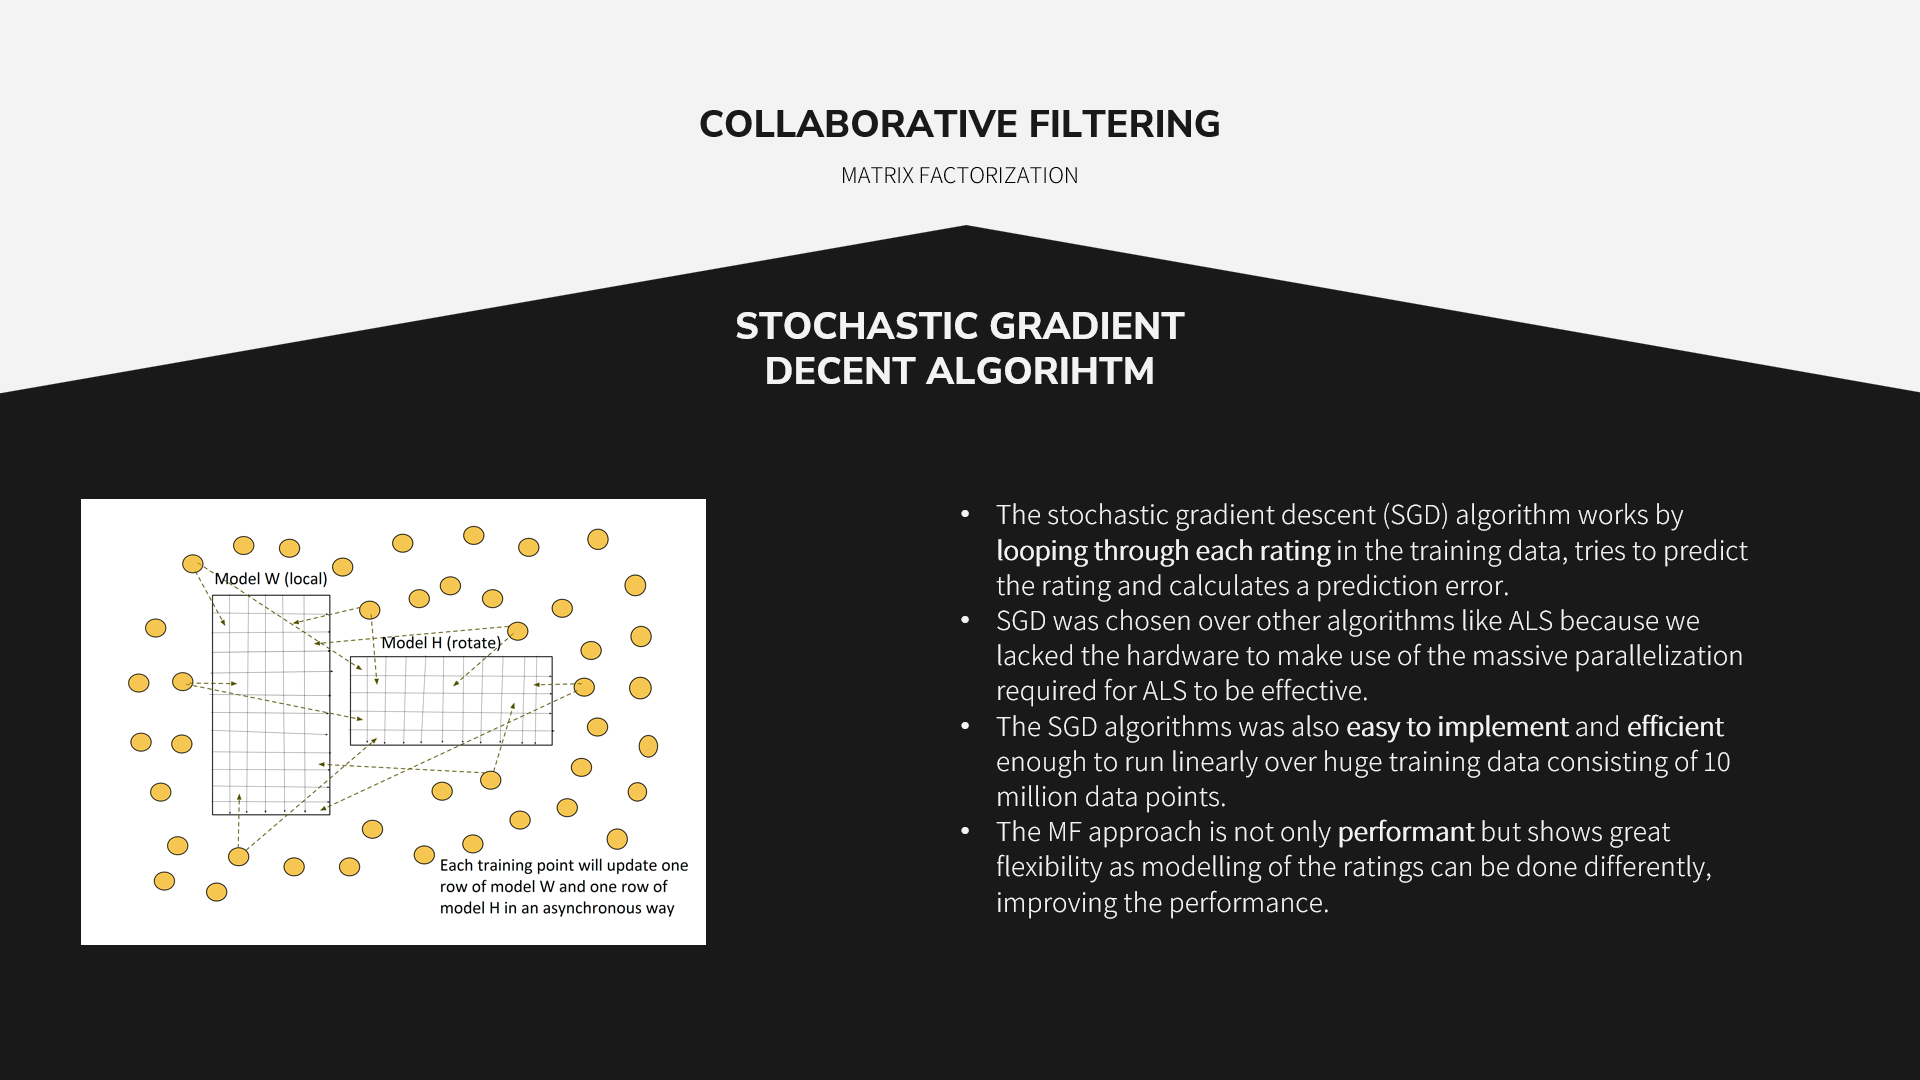 COLLABORATIVE FILTERING
MATRIX FACTORIZATION
STOCHASTIC GRADIENT
DECENT ALGORIHTM
Model W (local)
Model H (rotate)
Each training point will update one
row of model W and one row of
model H in an asynchronous way
• The stochastic gradient descent (SGD) algorithm works by
looping through each rating in the training data, tries to predict
the rating and calculates a prediction error.
• SGD was chosen over other algorithms like ALS because we
lacked the hardware to make use of the massive parallelization
required for ALS to be effective.
• The SGD algorithms was also easy to implement and efficient
enough to run linearly over huge training data consisting of 10
million data points.
• The MF approach is not only performant but shows great
flexibility as modelling of the ratings can be done differently,
improving the performance.